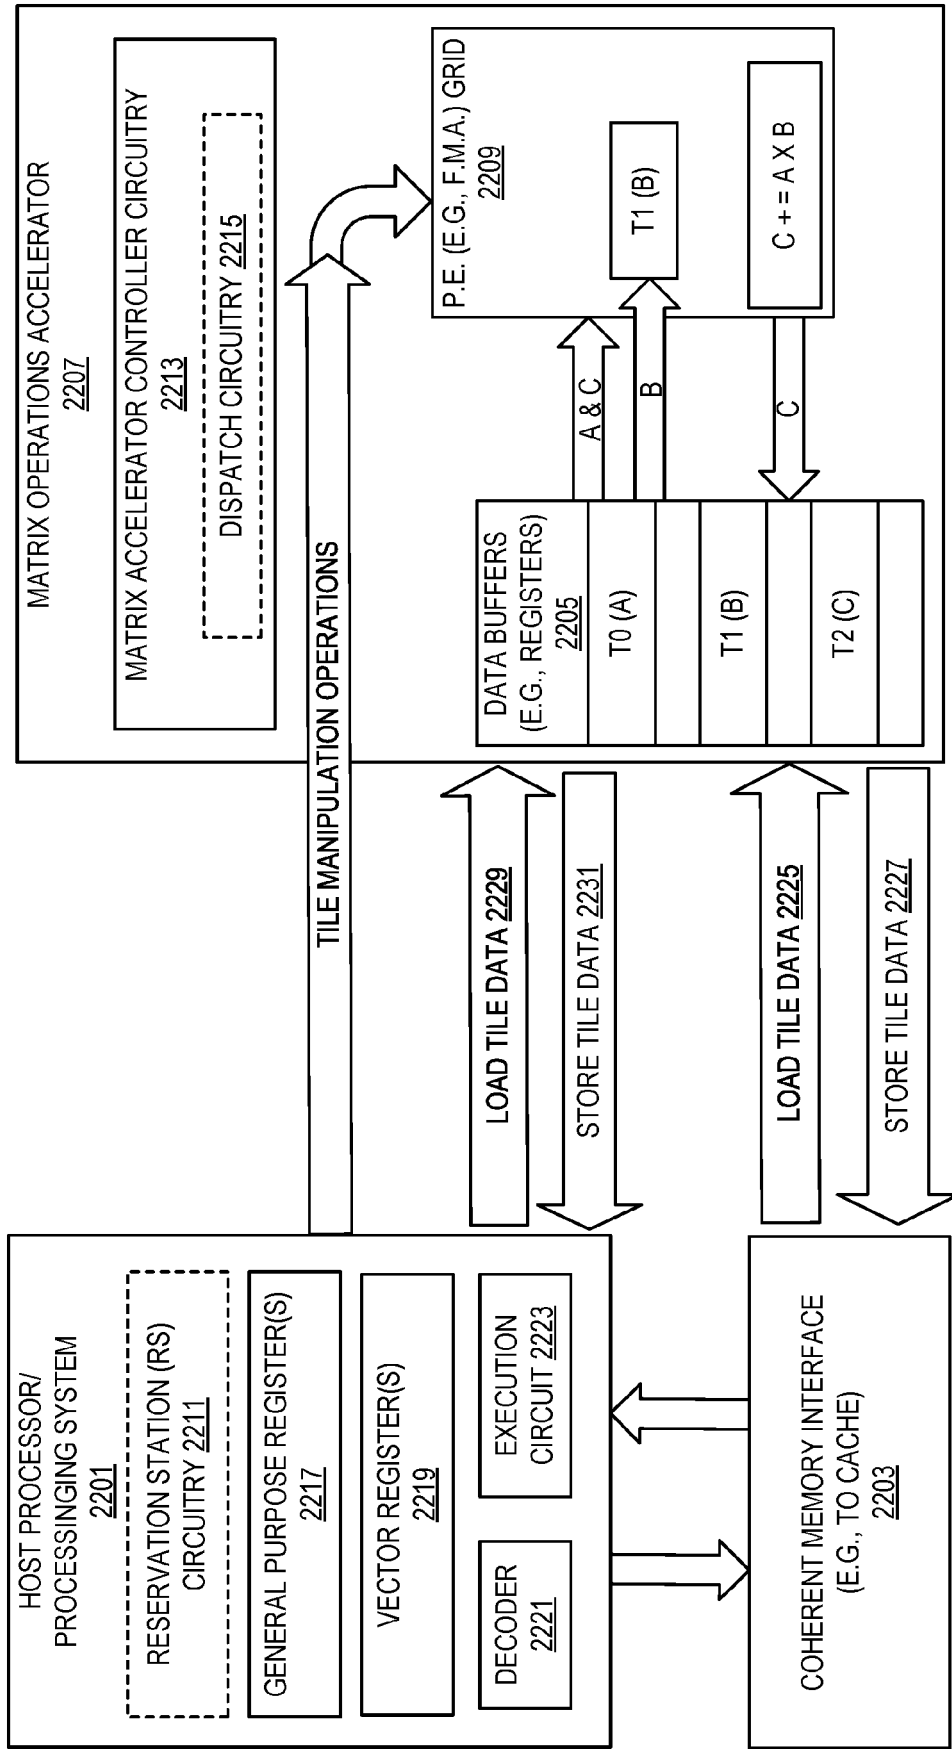 HOST PROCESSOR/
PROCESSINGING SYSTEM
2201
RESERVATION STATION (RS)
CIRCUITRY 2211
GENERAL PURPOSE REGISTER(S)
2217
VECTOR REGISTER(S)
2219
DECODER
2221
EXECUTION
CIRCUIT 2223
COHERENT MEMORY INTERFACE
(E.G., TO CACHE)
2203
TILE MANIPULATION OPERATIONS
LOAD TILE DATA 2229
STORE TILE DATA 2231
LOAD TILE DATA 2225
STORE TILE DATA 2227
MATRIX OPERATIONS ACCELERATOR
2207
MATRIX ACCELERATOR CONTROLLER CIRCUITRY
2213
DISPATCH CIRCUITRY 2215
DATA BUFFERS
(E.G., REGISTERS)
2205
T0 (A)
T1 (B)
T2 (C)
A & C
B
C
P.E. (E.G., F.M.A.) GRID
2209
T1 (B)
C + = A X B